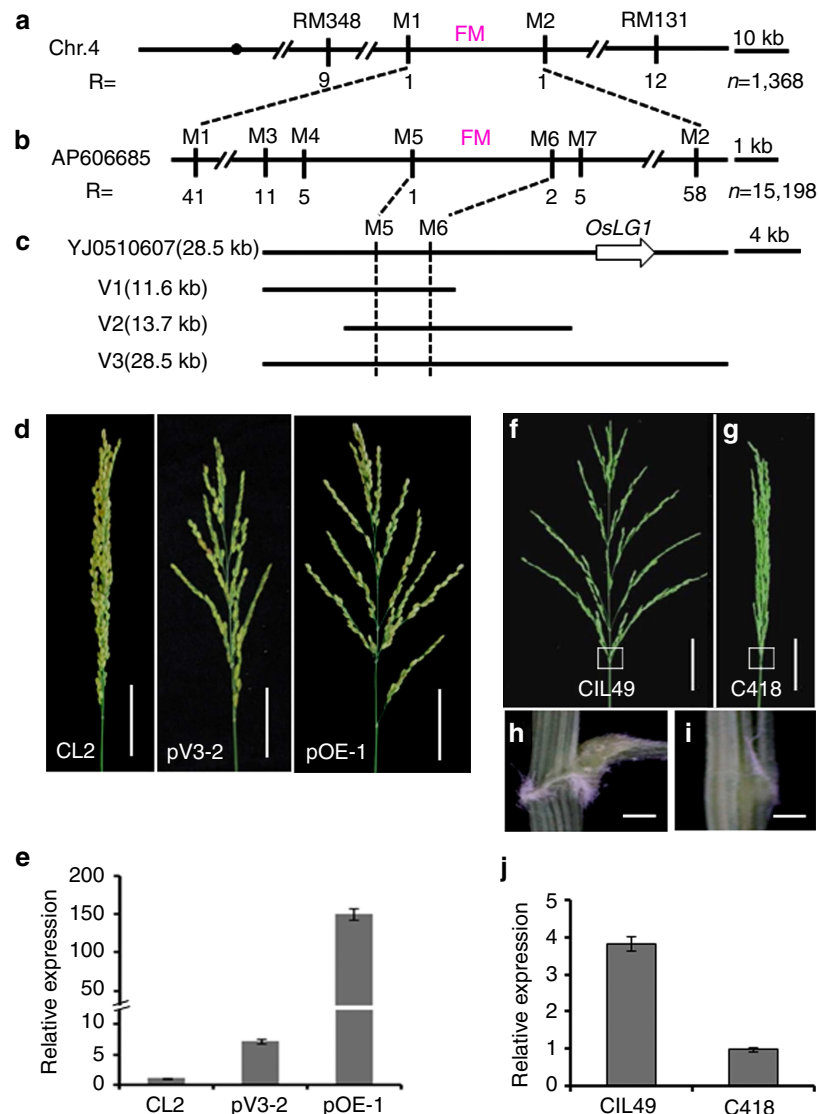 a
RM348 M1 FM M2 RM131
Chr.4 10 kb
R= 9 1 1 12 n=1,368
b
M1 M3 M4 M5 FM M6 M7 M2
AP606685 1 kb
R= 41 11 5 1 2 5 58 n=15,198
c
M5 M6 OsLG1
YJ0510607(28.5 kb) 4 kb
V1(11.6 kb)
V2(13.7 kb)
V3(28.5 kb)
d
CL2 pV3-2 pOE-1
f g
CIL49 C418
h i
e
Relative expression
200
150
100
50
10
5
0
CL2 pV3-2 pOE-1
j
Relative expression
5
4
3
2
1
0
CIL49 C418